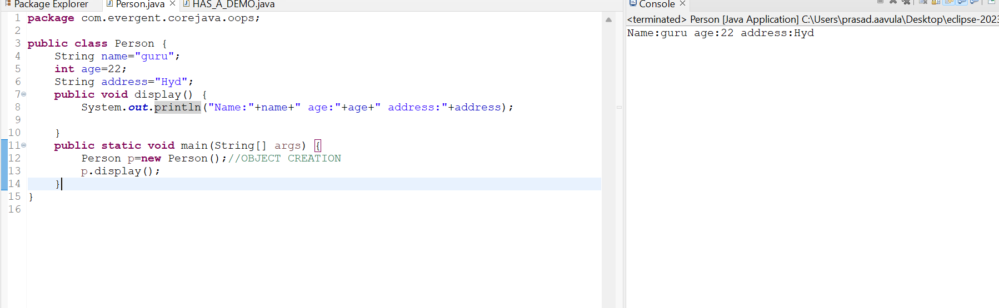 Package Explorer
Person.java
HAS_A_DEMO.java
1 package com.evergent.corejava.oops;
2
3 public class Person {
4     String name="guru";
5     int age=22;
6     String address="Hyd";
7     public void display() {
8         System.out.println("Name:"+name+" age:"+age+" address:"+address);
9
10     }
11     public static void main(String[] args) {
12         Person p=new Person();//OBJECT CREATION
13         p.display();
14     }
15 }
16
Console
<terminated> Person [Java Application] C:\Users\prasad.aavula\Desktop\eclipse-2023
Name:guru age:22 address:Hyd